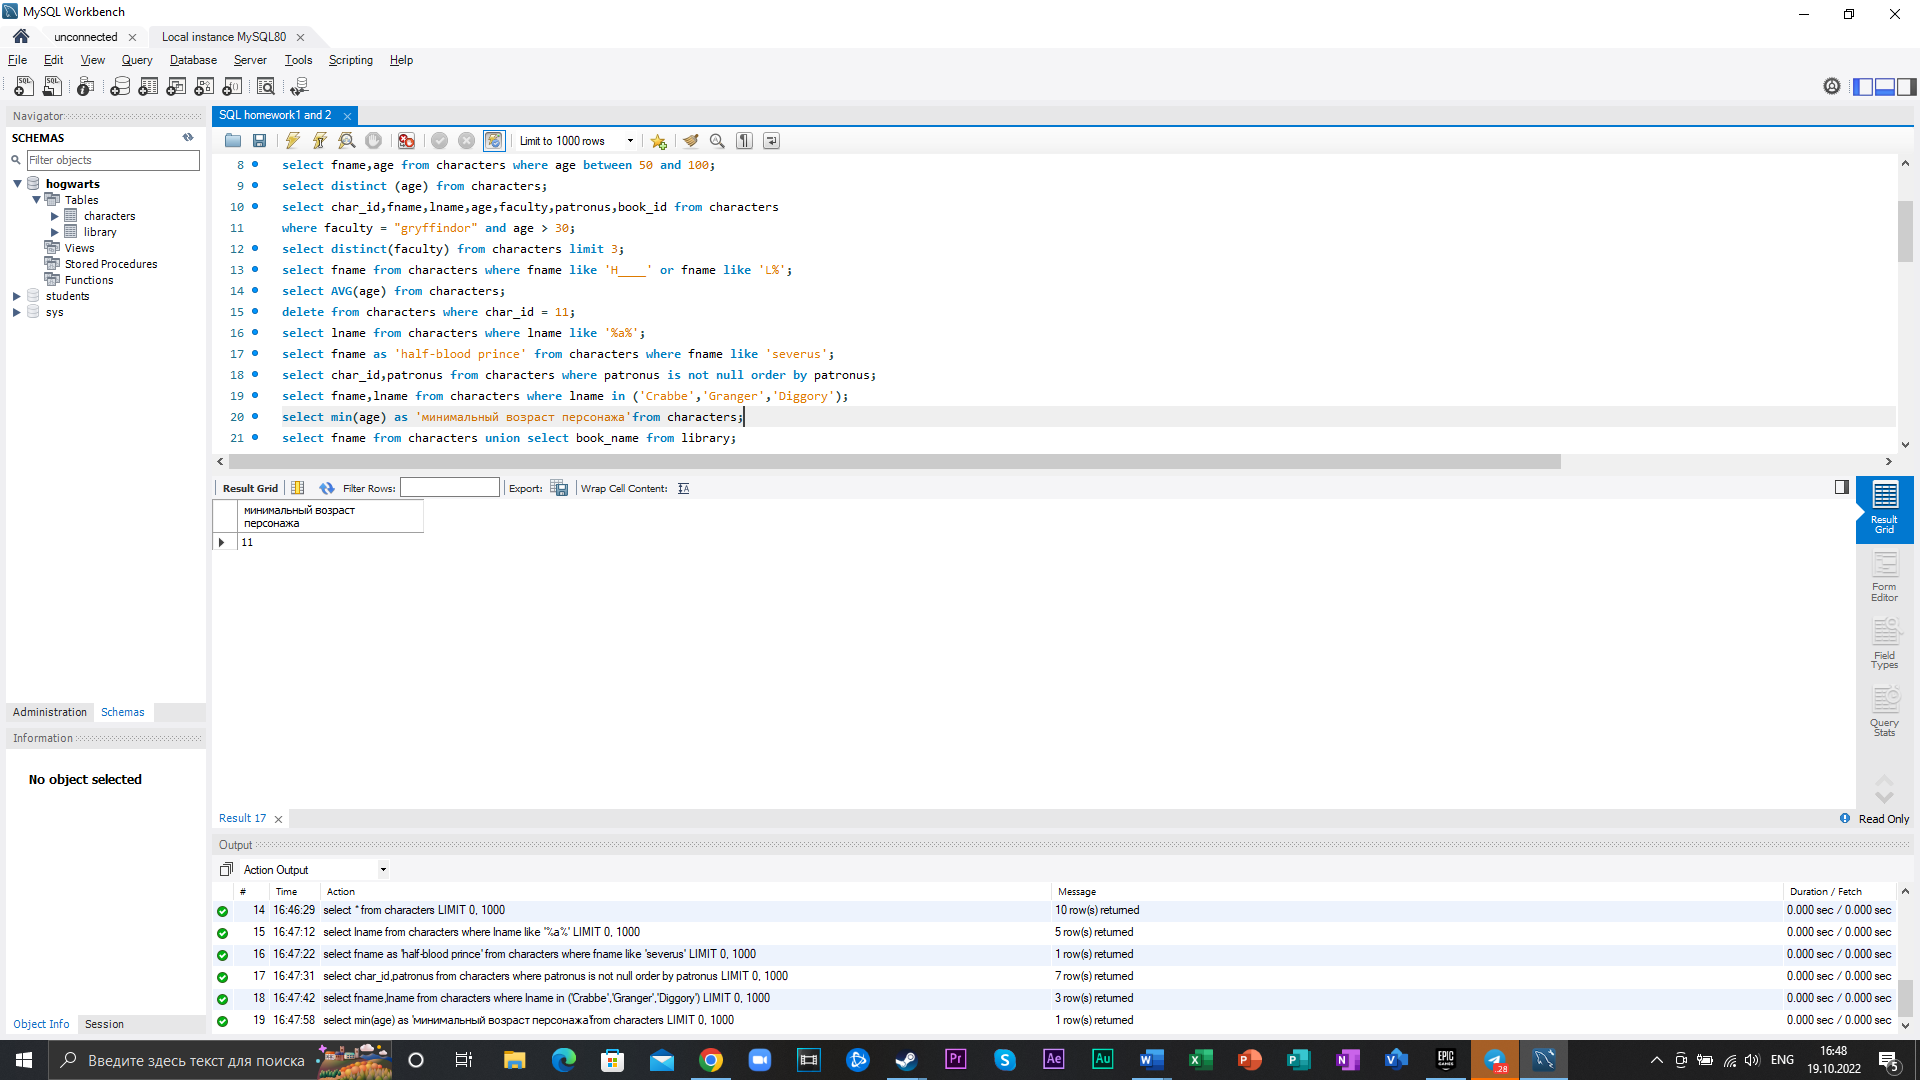 MySQL Workbench
unconnected
Local instance MySQL80
File Edit View Query Database Server Tools Scripting Help
Navigator
SCHEMAS
Filter objects
hogwarts
Tables
characters
library
Views
Stored Procedures
Functions
students
sys
Administration Schemas
Information
No object selected
Object Info Session
SQL homework1 and 2
Limit to 1000 rows
8 select fname,age from characters where age between 50 and 100;
9 select distinct (age) from characters;
10 select char_id,fname,lname,age,faculty,patronus,book_id from characters
11 where faculty = "gryffindor" and age > 30;
12 select distinct(faculty) from characters limit 3;
13 select fname from characters where fname like 'H____' or fname like 'L%';
14 select AVG(age) from characters;
15 delete from characters where char_id = 11;
16 select lname from characters where lname like '%a%';
17 select fname as 'half-blood prince' from characters where fname like 'severus';
18 select char_id,patronus from characters where patronus is not null order by patronus;
19 select fname,lname from characters where lname in ('Crabbe','Granger','Diggory');
20 select min(age) as 'минимальный возраст персонажа'from characters;
21 select fname from characters union select book_name from library;
Result Grid Filter Rows: Export: Wrap Cell Content:
минимальный возраст
персонажа
11
Result
Grid
Form
Editor
Field
Types
Query
Stats
Result 17
Read Only
Output
Action Output
# Time Action Message Duration / Fetch
14 16:46:29 select * from characters LIMIT 0, 1000 10 row(s) returned 0.000 sec / 0.000 sec
15 16:47:12 select lname from characters where lname like '%a%' LIMIT 0, 1000 5 row(s) returned 0.000 sec / 0.000 sec
16 16:47:22 select fname as 'half-blood prince' from characters where fname like 'severus' LIMIT 0, 1000 1 row(s) returned 0.000 sec / 0.000 sec
17 16:47:31 select char_id,patronus from characters where patronus is not null order by patronus LIMIT 0, 1000 7 row(s) returned 0.000 sec / 0.000 sec
18 16:47:42 select fname,lname from characters where lname in ('Crabbe','Granger','Diggory') LIMIT 0, 1000 3 row(s) returned 0.000 sec / 0.000 sec
19 16:47:58 select min(age) as 'минимальный возраст персонажа'from characters LIMIT 0, 1000 1 row(s) returned 0.000 sec / 0.000 sec
Введите здесь текст для поиска
Pr
Ae
Au
EPIC
GAMES
28
ENG
16:48
19.10.2022
5